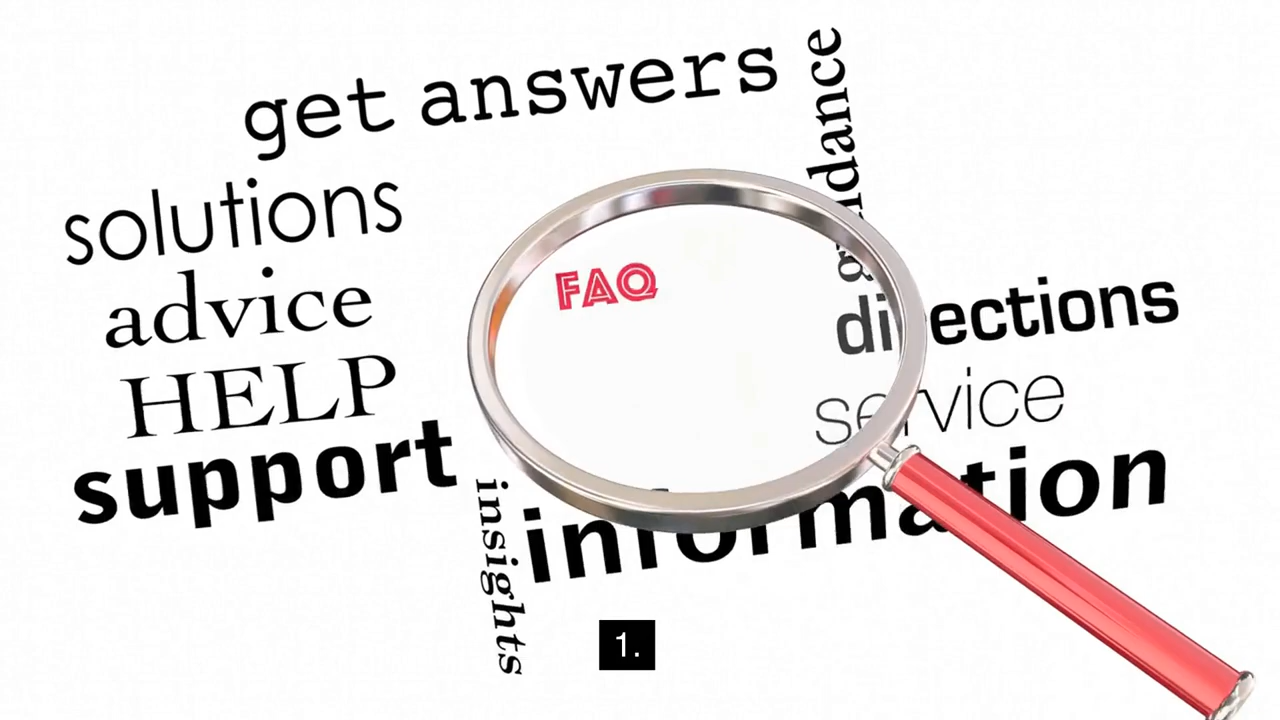 get answers
guidance
solutions
FAQ
advice
directions
HELP
service
support
information
insights
1.